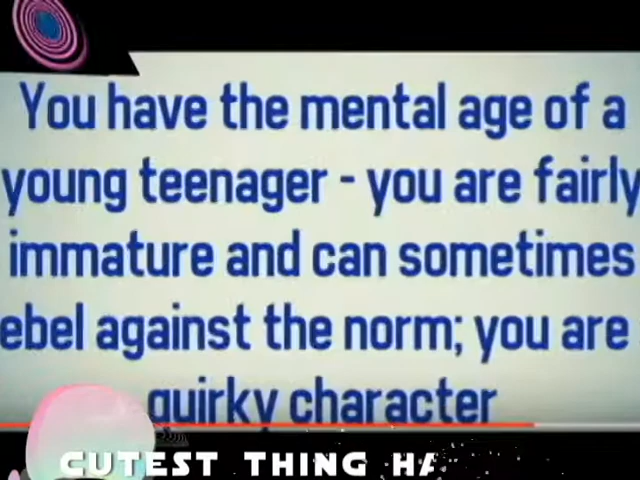 You have the mental age of a
young teenager - you are fairly
immature and can sometimes
ebel against the norm; you are
quirky character
CUTEST THING HA